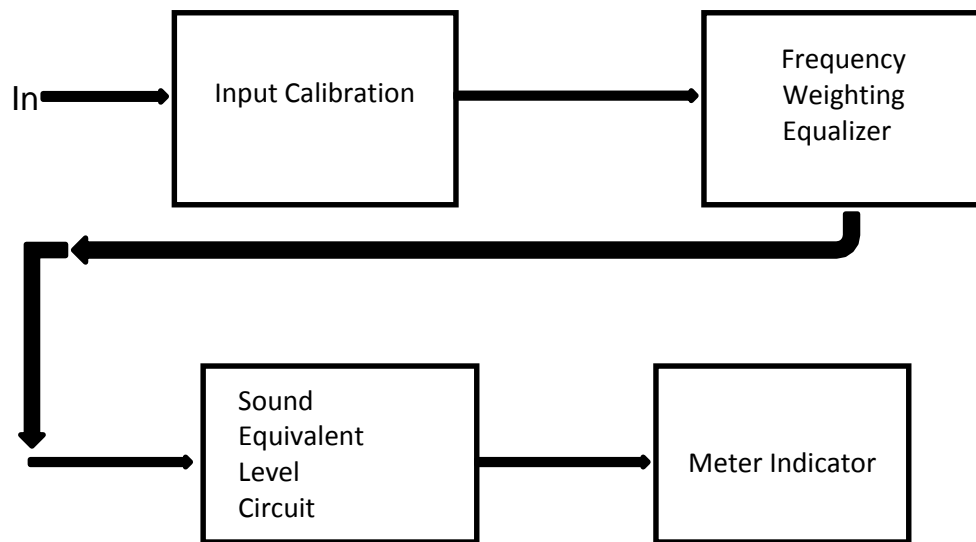 In
Input Calibration
Frequency
Weighting
Equalizer
Sound
Equivalent
Level
Circuit
Meter Indicator